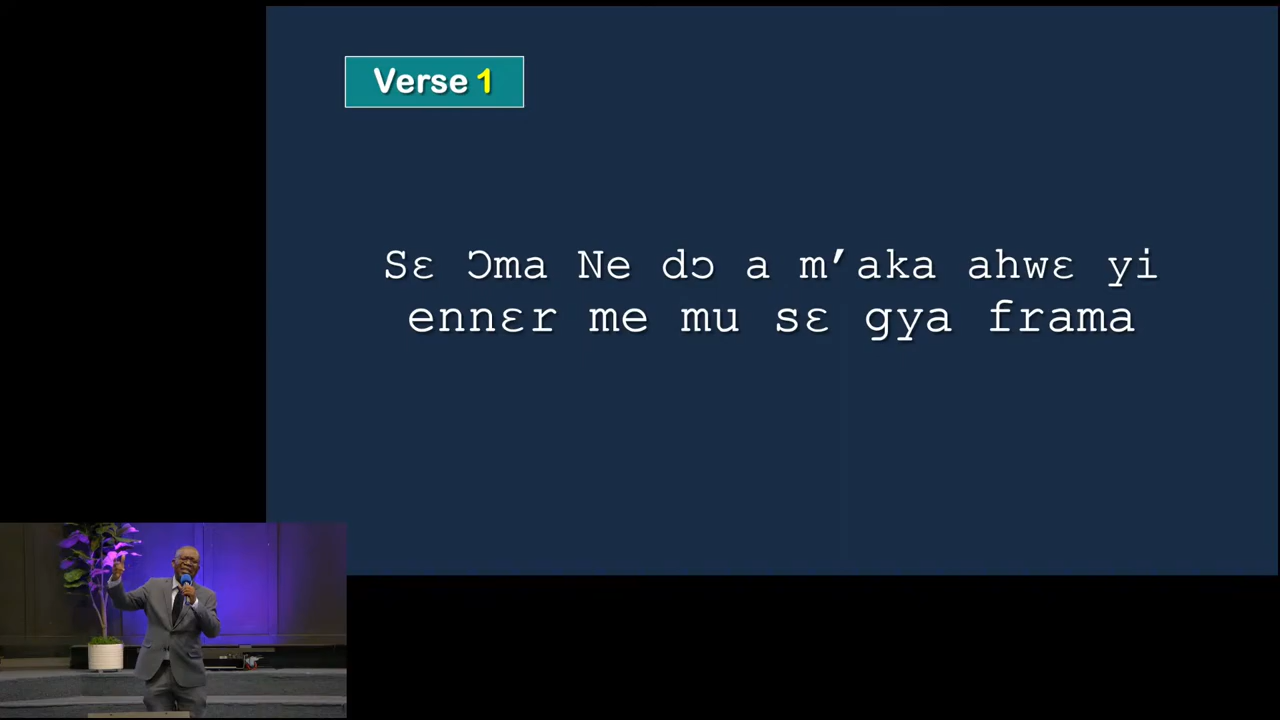 Verse 1
Sɛ Ɔma Ne dɔ a m’aka ahwɛ yi
ennɛr me mu sɛ gya frama